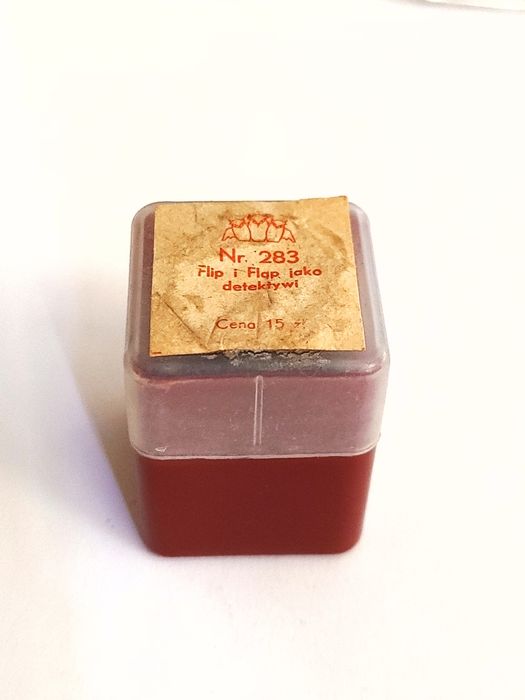 Nr. 283
Flip i Flap jako
detektywi
Cena 15 zł